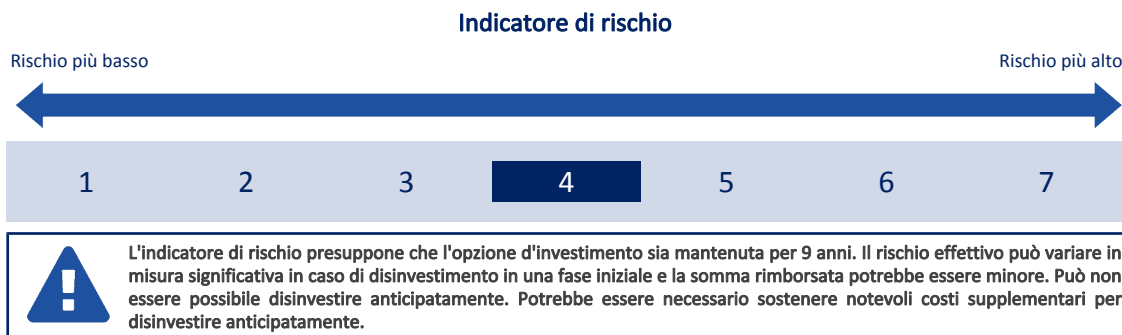 Indicatore di rischio
Rischio più basso
Rischio più alto
1 2 3 4 5 6 7
L'indicatore di rischio presuppone che l'opzione d'investimento sia mantenuta per 9 anni. Il rischio effettivo può variare in
misura significativa in caso di disinvestimento in una fase iniziale e la somma rimborsata potrebbe essere minore. Può non
essere possibile disinvestire anticipatamente. Potrebbe essere necessario sostenere notevoli costi supplementari per
disinvestire anticipatamente.